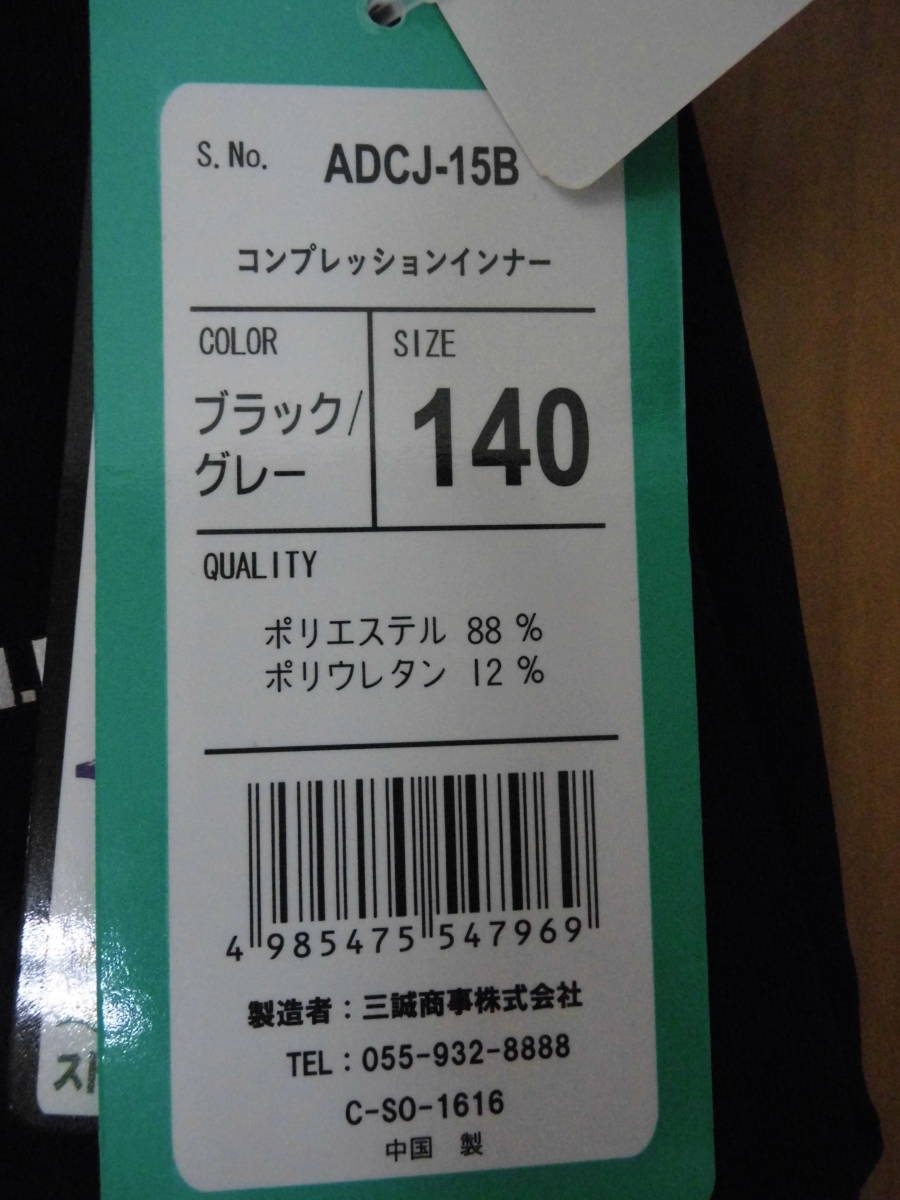 S.No. ADCJ-15B
コンプレッションインナー
COLOR
ブラック/
グレー
SIZE
140
QUALITY
ポリエステル 88 %
ポリウレタン 12 %
4 985475 547969
製造者：三誠商事株式会社
TEL：055-932-8888
C-SO-1616
中国 製